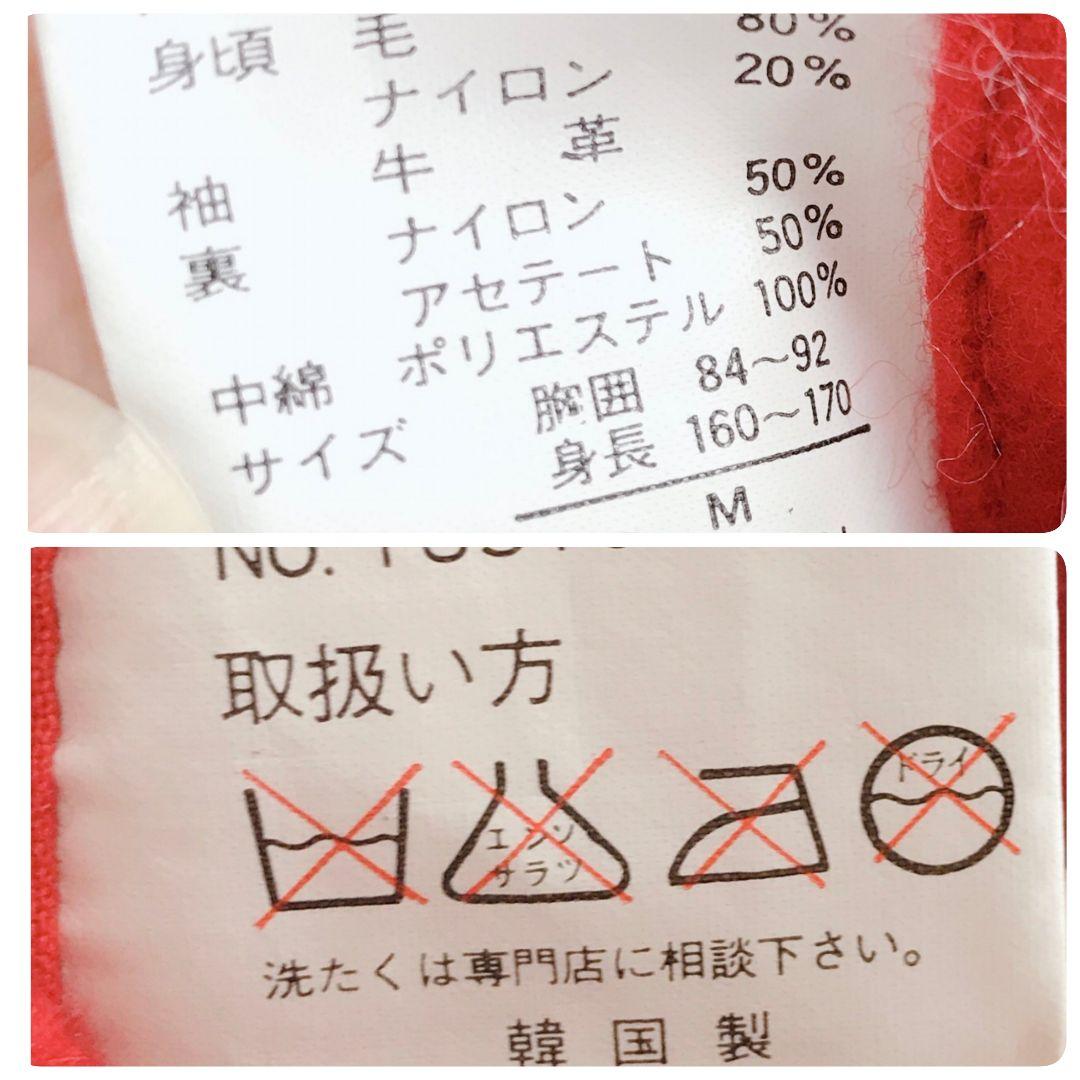 身頃 毛 80%
ナイロン 20%
袖 牛革
裏 ナイロン 50%
アセテート 50%
中綿 ポリエステル 100%
サイズ 胸囲 84〜92
身長 160〜170
M
No.
取扱い方
エンソ
サラツ
ドライ
洗たくは専門店に相談下さい。
韓国製